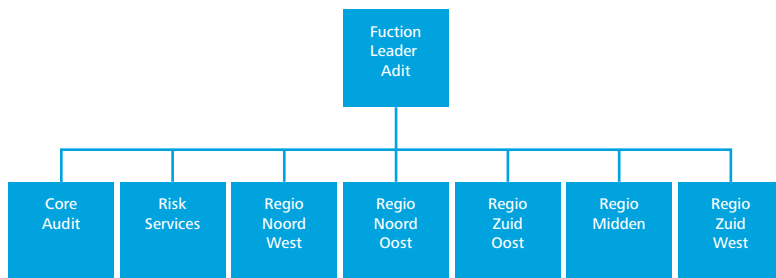 Fuction
Leader
Adit
Core
Audit
Risk
Services
Regio
Noord
West
Regio
Noord
Oost
Regio
Zuid
Oost
Regio
Midden
Regio
Zuid
West